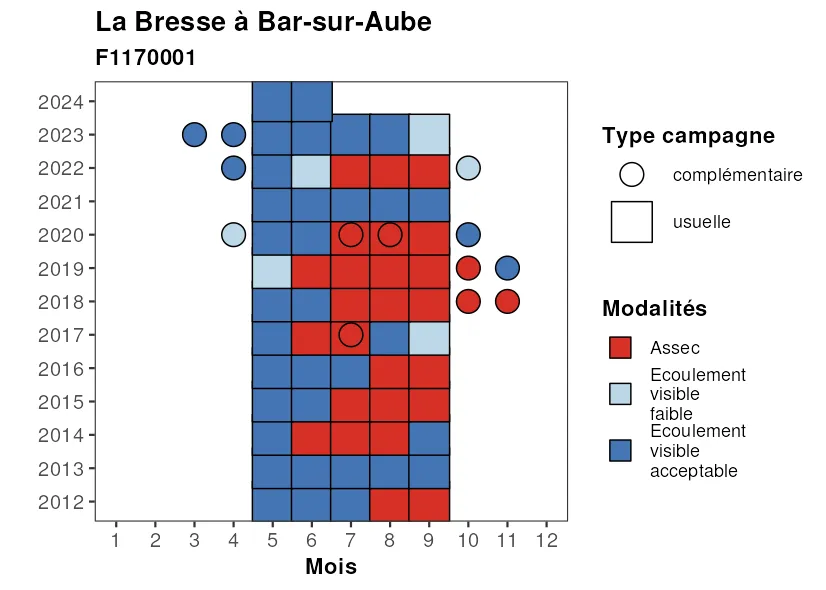 La Bresse à Bar-sur-Aube
F1170001
2024
2023
2022
2021
2020
2019
2018
2017
2016
2015
2014
2013
2012
1 2 3 4 5 6 7 8 9 10 11 12
Mois
Type campagne
complémentaire
usuelle
Modalités
Assec
Ecoulement
visible
faible
Ecoulement
visible
acceptable